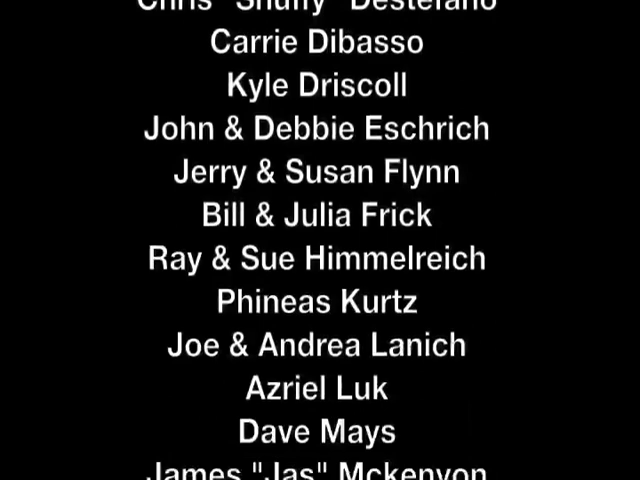 Chris "Shuffy" Destefano
Carrie Dibasso
Kyle Driscoll
John & Debbie Eschrich
Jerry & Susan Flynn
Bill & Julia Frick
Ray & Sue Himmelreich
Phineas Kurtz
Joe & Andrea Lanich
Azriel Luk
Dave Mays
James "Jas" Mckenyon